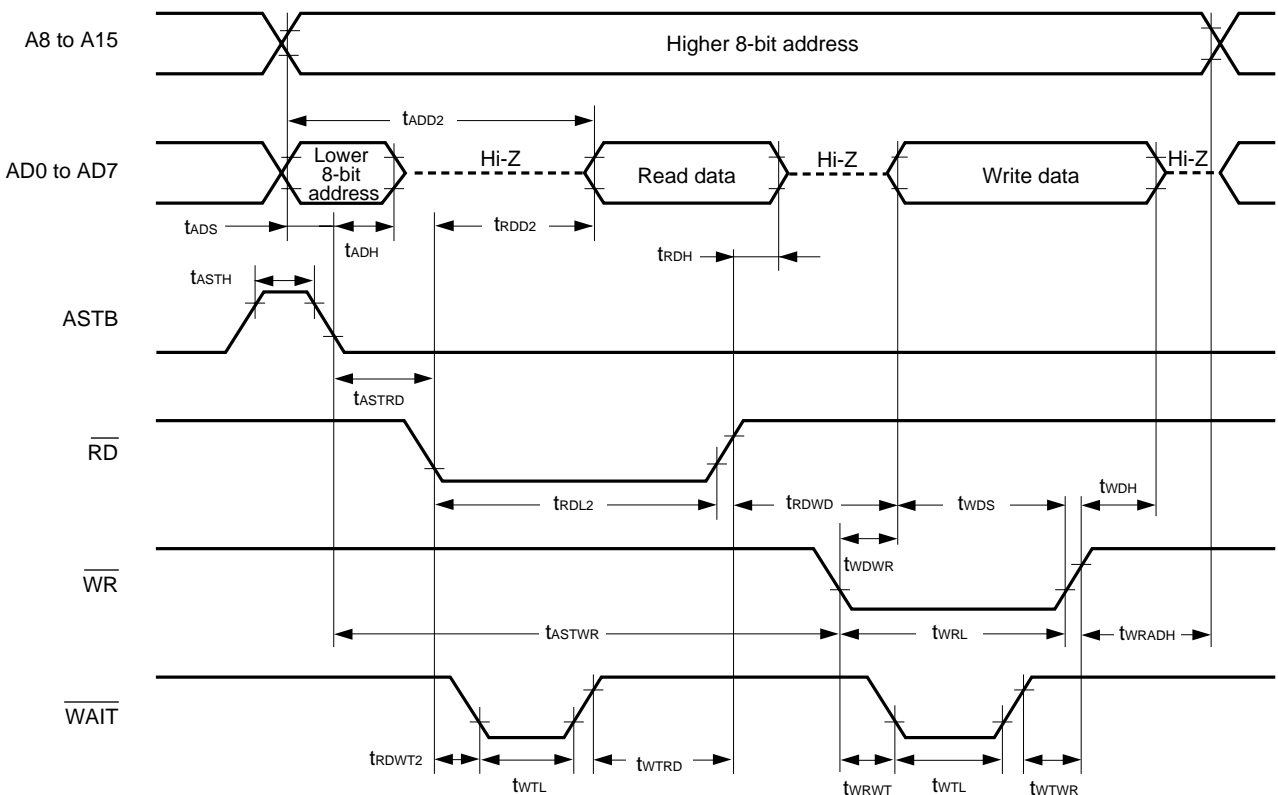 A8 to A15
Higher 8-bit address
tADD2
AD0 to AD7
Lower
8-bit
address
Hi-Z
Read data
Hi-Z
Write data
Hi-Z
tADS
tADH
tRDD2
tRDH
tASTH
ASTB
tASTRD
RD
tRDL2
tRDWD
tWDS
tWDH
tWDWR
WR
tASTWR
tWRL
tWRADH
WAIT
tRDWT2
tWTL
tWTRD
tWRWT
tWTL
tWTWR